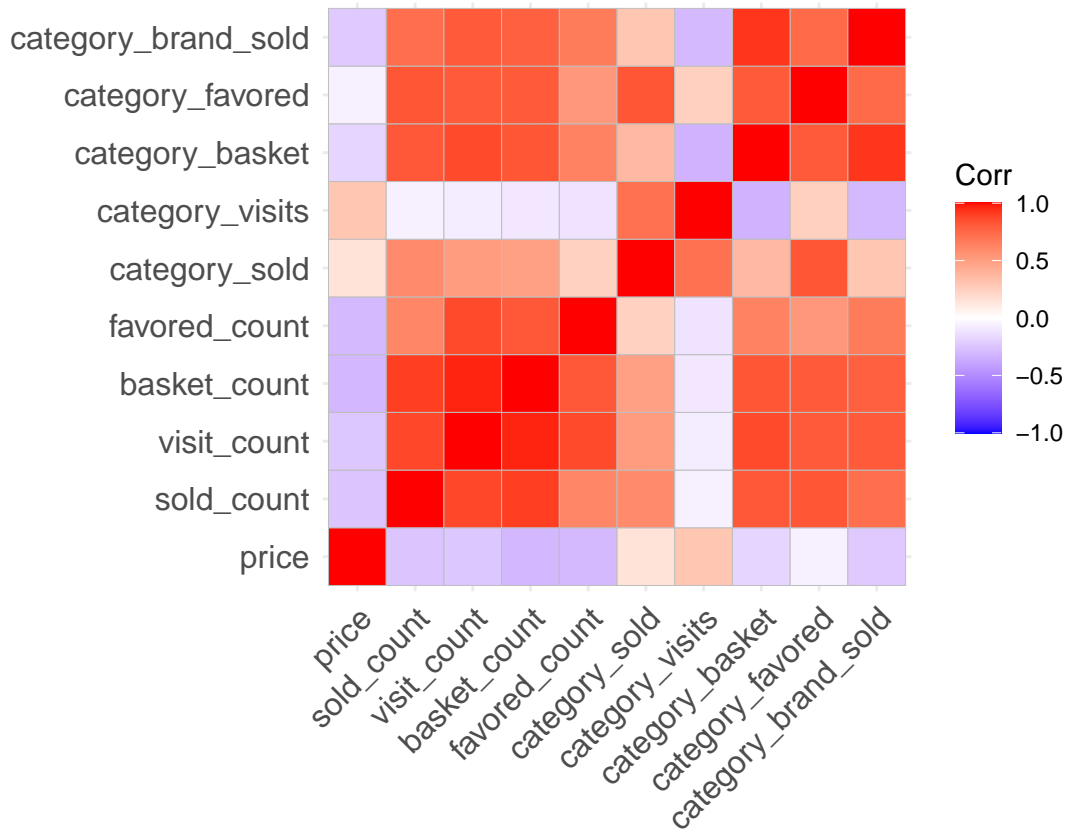 category_brand_sold
category_favored
category_basket
category_visits
category_sold
favored_count
basket_count
visit_count
sold_count
price
price
sold_count
visit_count
basket_count
favored_count
category_sold
category_visits
category_basket
category_favored
category_brand_sold
Corr
1.0
0.5
0.0
−0.5
−1.0